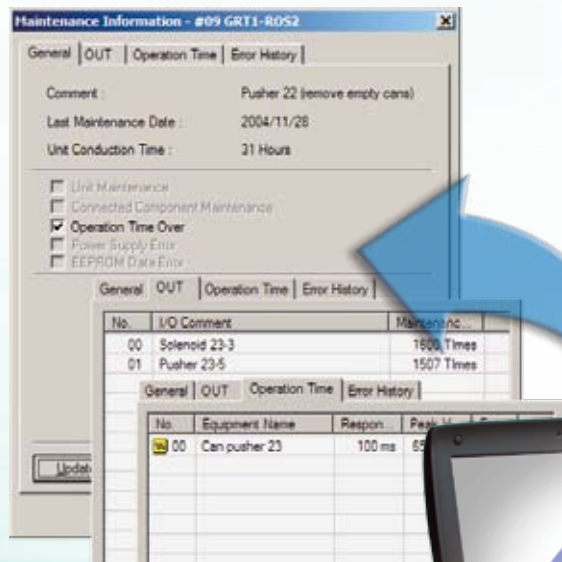 Maintenance Information - #09 GRT1-ROS2
General OUT Operation Time Error History
Comment : Pusher 22 (remove empty cans)
Last Maintenance Date : 2004/11/28
Unit Conduction Time : 31 Hours
Unit Maintenance
Connected Component Maintenance
Operation Time Over
Power Supply Error
EEPROM Data Error
General OUT Operation Time Error History
No. I/O Comment Maintenanc...
00 Solenoid 23-3 1500 Times
01 Pusher 23-5 1507 Times
General OUT Operation Time Error History
No. Equipment Name Respon... Peak
00 Can pusher 23 100 ms